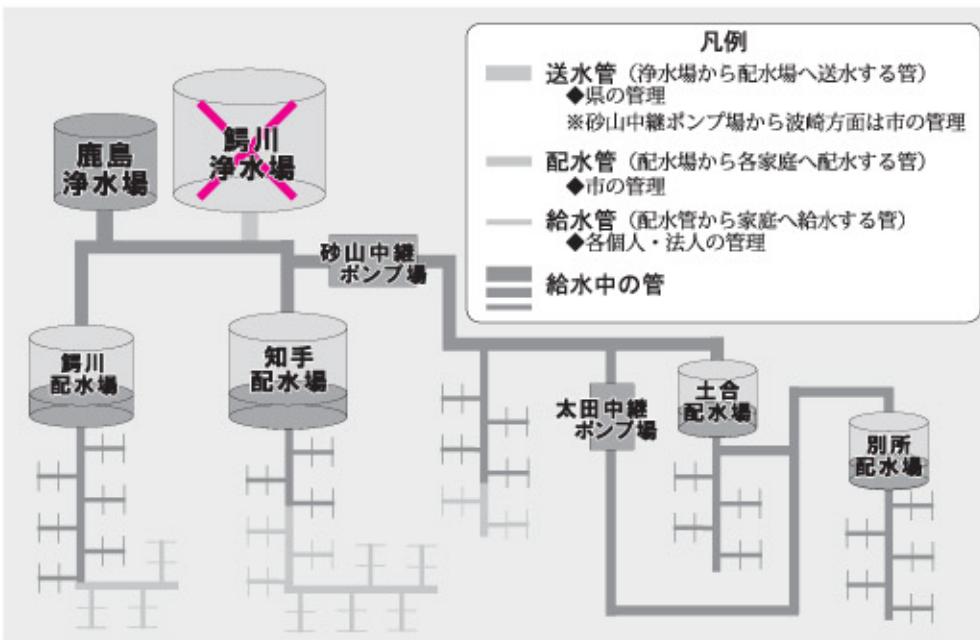 凡例
送水管（浄水場から配水場へ送水する管）
◆県の管理
※砂山中継ポンプ場から波崎方面は市の管理
配水管（配水場から各家庭へ配水する管）
◆市の管理
給水管（配水管から家庭へ給水する管）
◆各個人・法人の管理
給水中の管
鹿島
浄水場
鰐川
浄水場
砂山中継
ポンプ場
鰐川
配水場
知手
配水場
太田中継
ポンプ場
土合
配水場
別所
配水場